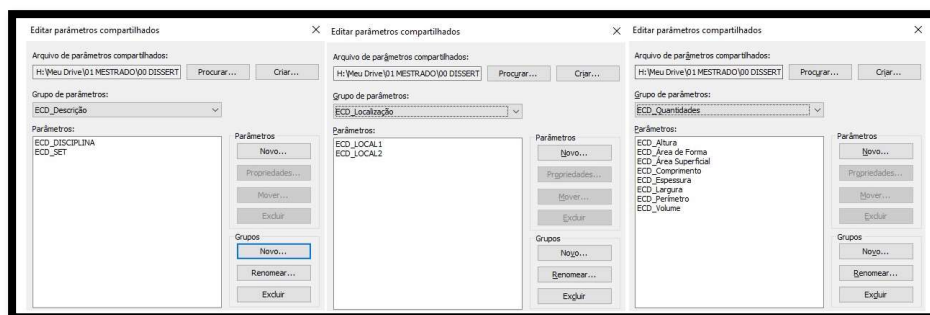 Editar parâmetros compartilhados
Arquivo de parâmetros compartilhados:
H:\Meu Drive\01 MESTRADO\00 DISSERT
Procurar...
Criar...
Grupo de parâmetros:
ECD_Descrição
Parâmetros:
ECD_DISCIPLINA
ECD_SET
Parâmetros
Novo...
Propriedades...
Mover...
Excluir
Grupos
Novo...
Renomear...
Excluir
Editar parâmetros compartilhados
Arquivo de parâmetros compartilhados:
H:\Meu Drive\01 MESTRADO\00 DISSERT
Procurar...
Criar...
Grupo de parâmetros:
ECD_Localização
Parâmetros:
ECD_LOCAL1
ECD_LOCAL2
Parâmetros
Novo...
Propriedades...
Mover...
Excluir
Grupos
Novo...
Renomear...
Excluir
Editar parâmetros compartilhados
Arquivo de parâmetros compartilhados:
H:\Meu Drive\01 MESTRADO\00 DISSERT
Procurar...
Criar...
Grupo de parâmetros:
ECD_Quantidades
Parâmetros:
ECD_Altura
ECD_Área de Forma
ECD_Área Superficial
ECD_Comprimento
ECD_Espessura
ECD_Largura
ECD_Perímetro
ECD_Volume
Parâmetros
Novo...
Propriedades...
Mover...
Excluir
Grupos
Novo...
Renomear...
Excluir